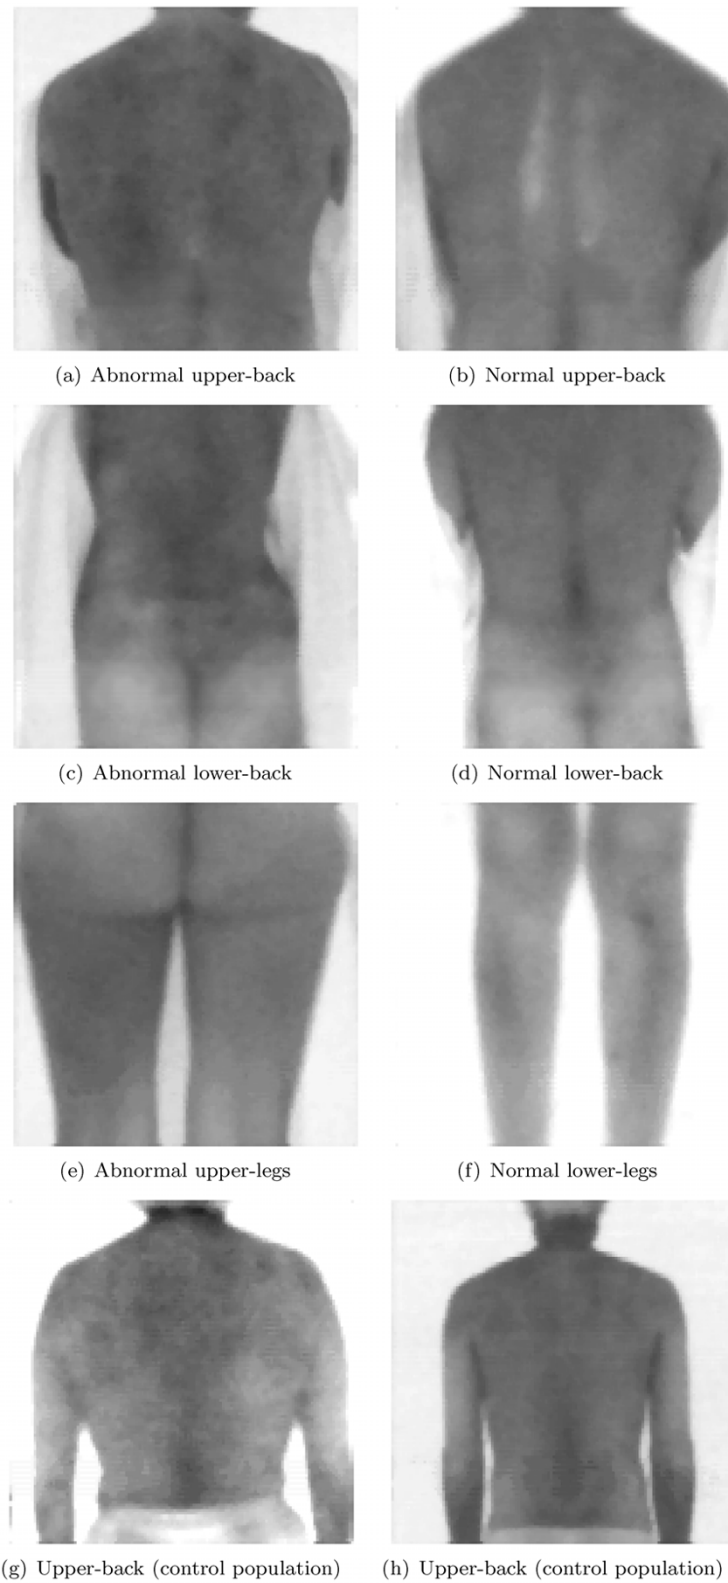 (a) Abnormal upper-back
(b) Normal upper-back
(c) Abnormal lower-back
(d) Normal lower-back
(e) Abnormal upper-legs
(f) Normal lower-legs
(g) Upper-back (control population)
(h) Upper-back (control population)